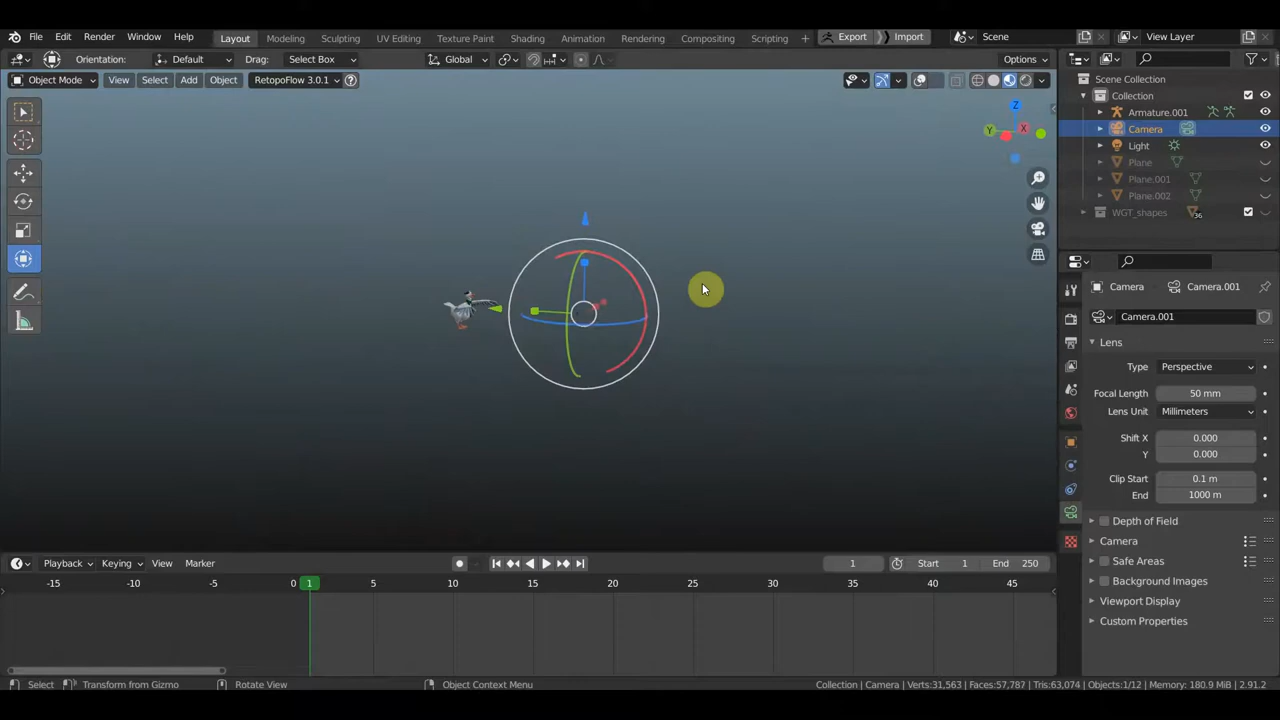 File Edit Render Window Help Layout Modeling Sculpting UV Editing Texture Paint Shading Animation Rendering Compositing Scripting + Export Import Scene View Layer
Orientation: Default Drag: Select Box Global Options
Object Mode View Select Add Object RetopoFlow 3.0.1
Scene Collection
Collection
Armature.001
Camera
Light
Plane
Plane.001
Plane.002
WGT_shapes 36
Z
Y X
Camera Camera.001
Camera.001
Lens
Type Perspective
Focal Length 50 mm
Lens Unit Millimeters
Shift X 0.000
Y 0.000
Clip Start 0.1 m
End 1000 m
Depth of Field
Camera
Safe Areas
Background Images
Viewport Display
Custom Properties
Playback Keying View Marker 1 Start 1 End 250
-15 -10 -5 0 1 5 10 15 20 25 30 35 40 45
Select Transform from Gizmo Rotate View Object Context Menu Collection | Camera | Verts:31,563 | Faces:57,787 | Tris:63,074 | Objects:1/12 | Memory: 180.9 MiB | 2.91.2